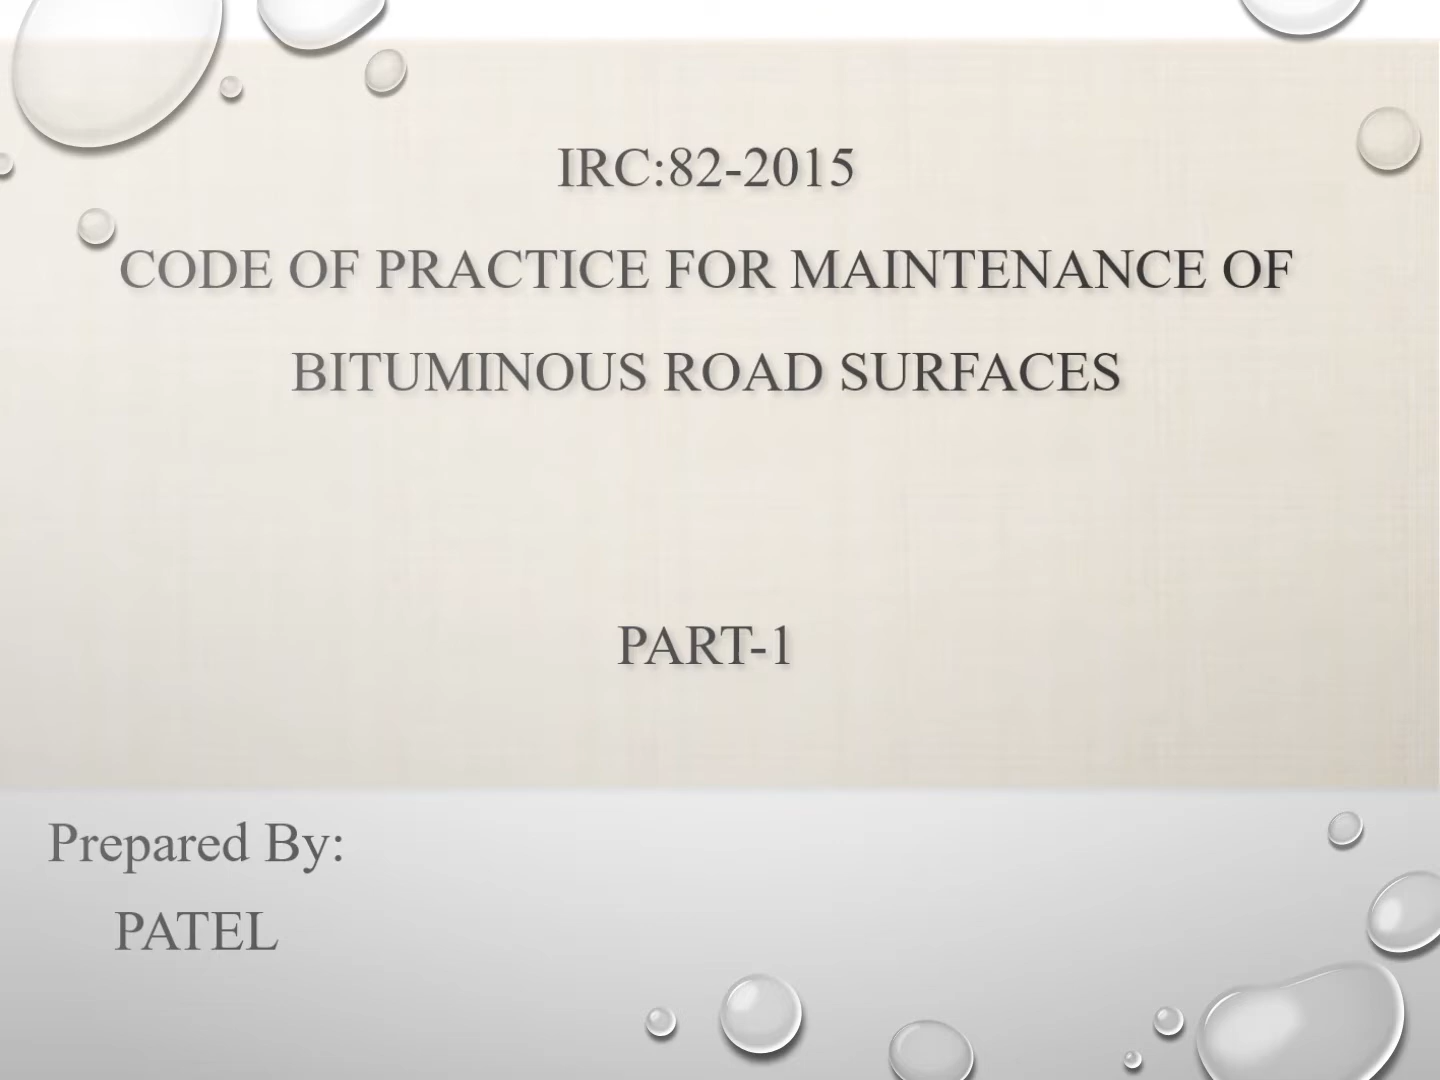 IRC:82-2015
CODE OF PRACTICE FOR MAINTENANCE OF
BITUMINOUS ROAD SURFACES
PART-1
Prepared By:
PATEL